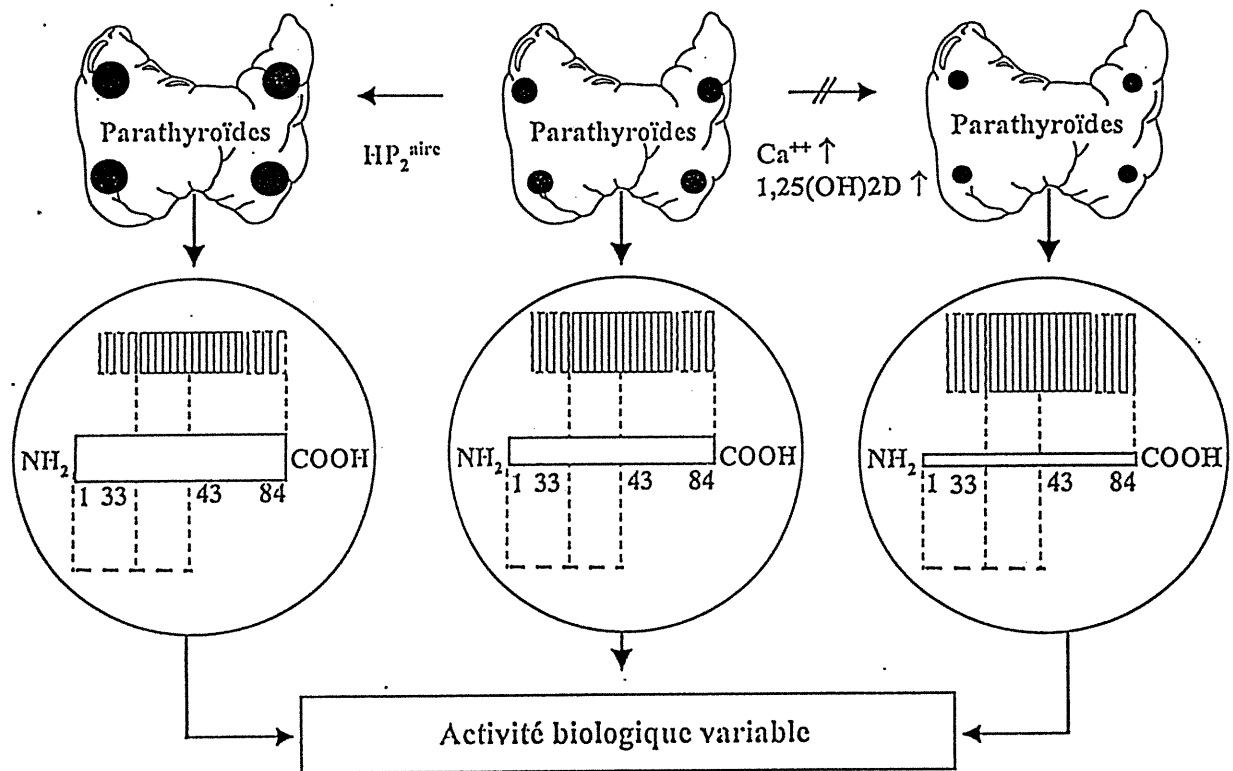 Parathyroïdes
HP₂ᵃⁱʳᵉ
Parathyroïdes
Ca⁺⁺ ↑
1,25(OH)2D ↑
Parathyroïdes
NH₂
COOH
1 33 43 84
NH₂
COOH
1 33 43 84
NH₂
COOH
1 33 43 84
Activité biologique variable